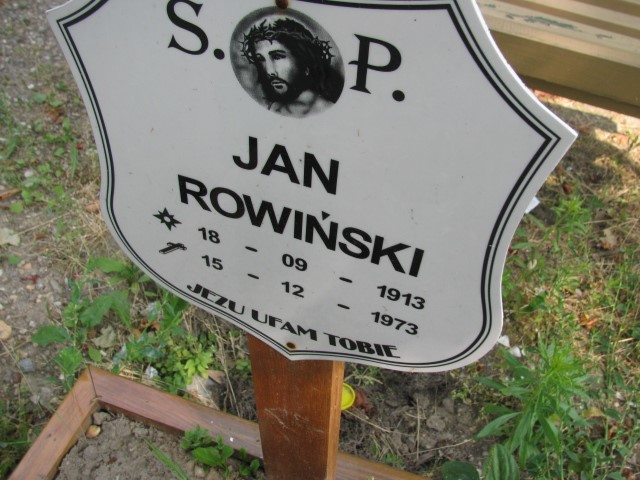 S. P.
JAN
ROWIŃSKI
18 - 09 - 1913
15 - 12 - 1973
JEZU UFAM TOBIE